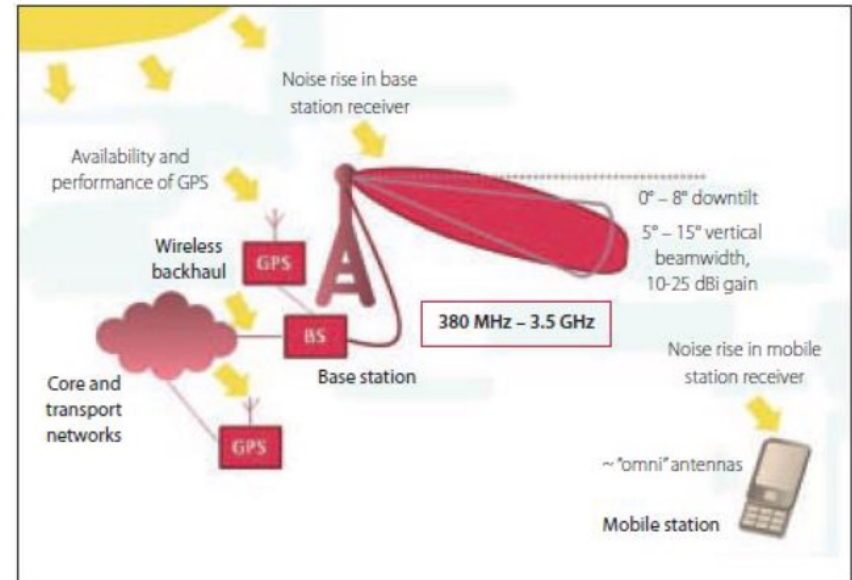 Noise rise in base
station receiver
Availability and
performance of GPS
0° – 8° downtilt
5° – 15° vertical
beamwidth,
10-25 dBi gain
Wireless
backhaul
GPS
BS
380 MHz – 3.5 GHz
Base station
Core and
transport
networks
GPS
Noise rise in mobile
station receiver
~ "omni" antennas
Mobile station